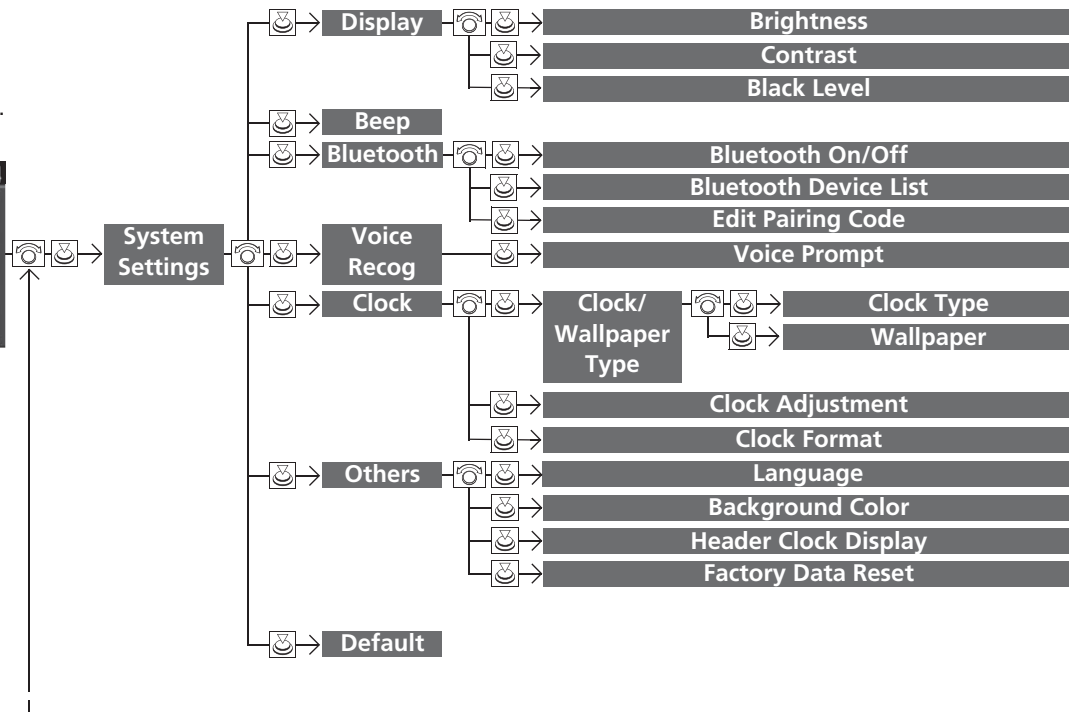 Display
Brightness
Contrast
Black Level
Beep
Bluetooth
Bluetooth On/Off
Bluetooth Device List
Edit Pairing Code
System
Settings
Voice
Recog
Voice Prompt
Clock
Clock/
Wallpaper
Type
Clock Type
Wallpaper
Clock Adjustment
Clock Format
Others
Language
Background Color
Header Clock Display
Factory Data Reset
Default